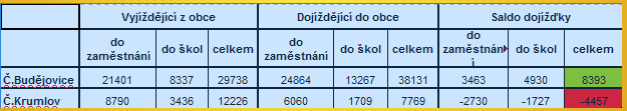 Vyjíždějící z obce Dojíždějící do obce Saldo dojížďky
do zaměstnání do škol celkem do zaměstnání do škol celkem do zaměstnání do škol celkem
Č.Budějovice 21401 8337 29738 24864 13267 38131 3463 4930 8393
Č.Krumlov 8790 3436 12226 6060 1709 7769 -2730 -1727 -4457